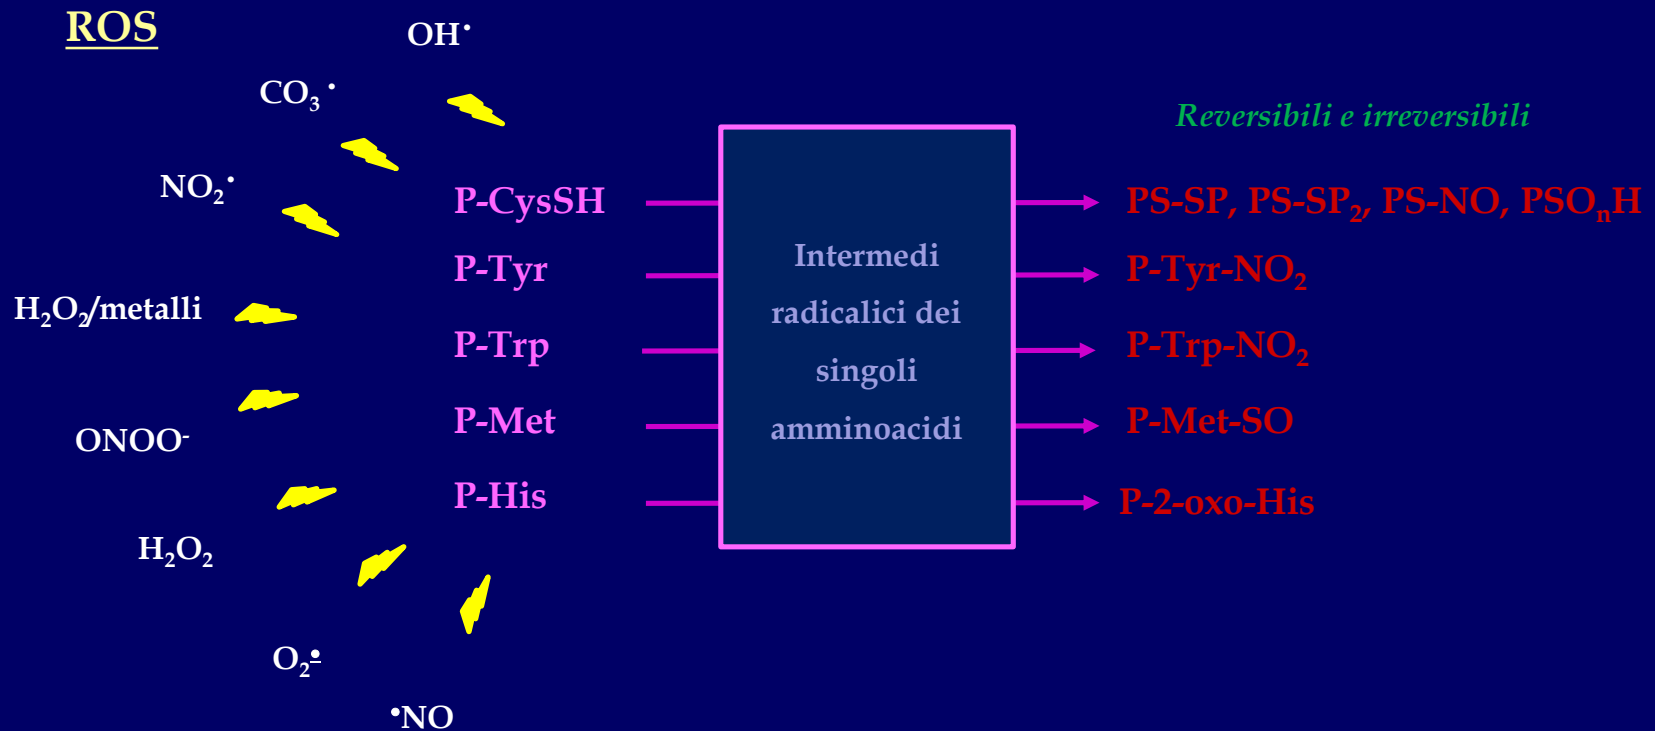 ROS
OH•
CO₃•
NO₂•
H₂O₂/metalli
ONOO⁻
H₂O₂
O₂•⁻
•NO
P-CysSH
P-Tyr
P-Trp
P-Met
P-His
Intermedi
radicalici dei
singoli
amminoacidi
Reversibili e irreversibili
PS-SP, PS-SP₂, PS-NO, PSOₙH
P-Tyr-NO₂
P-Trp-NO₂
P-Met-SO
P-2-oxo-His